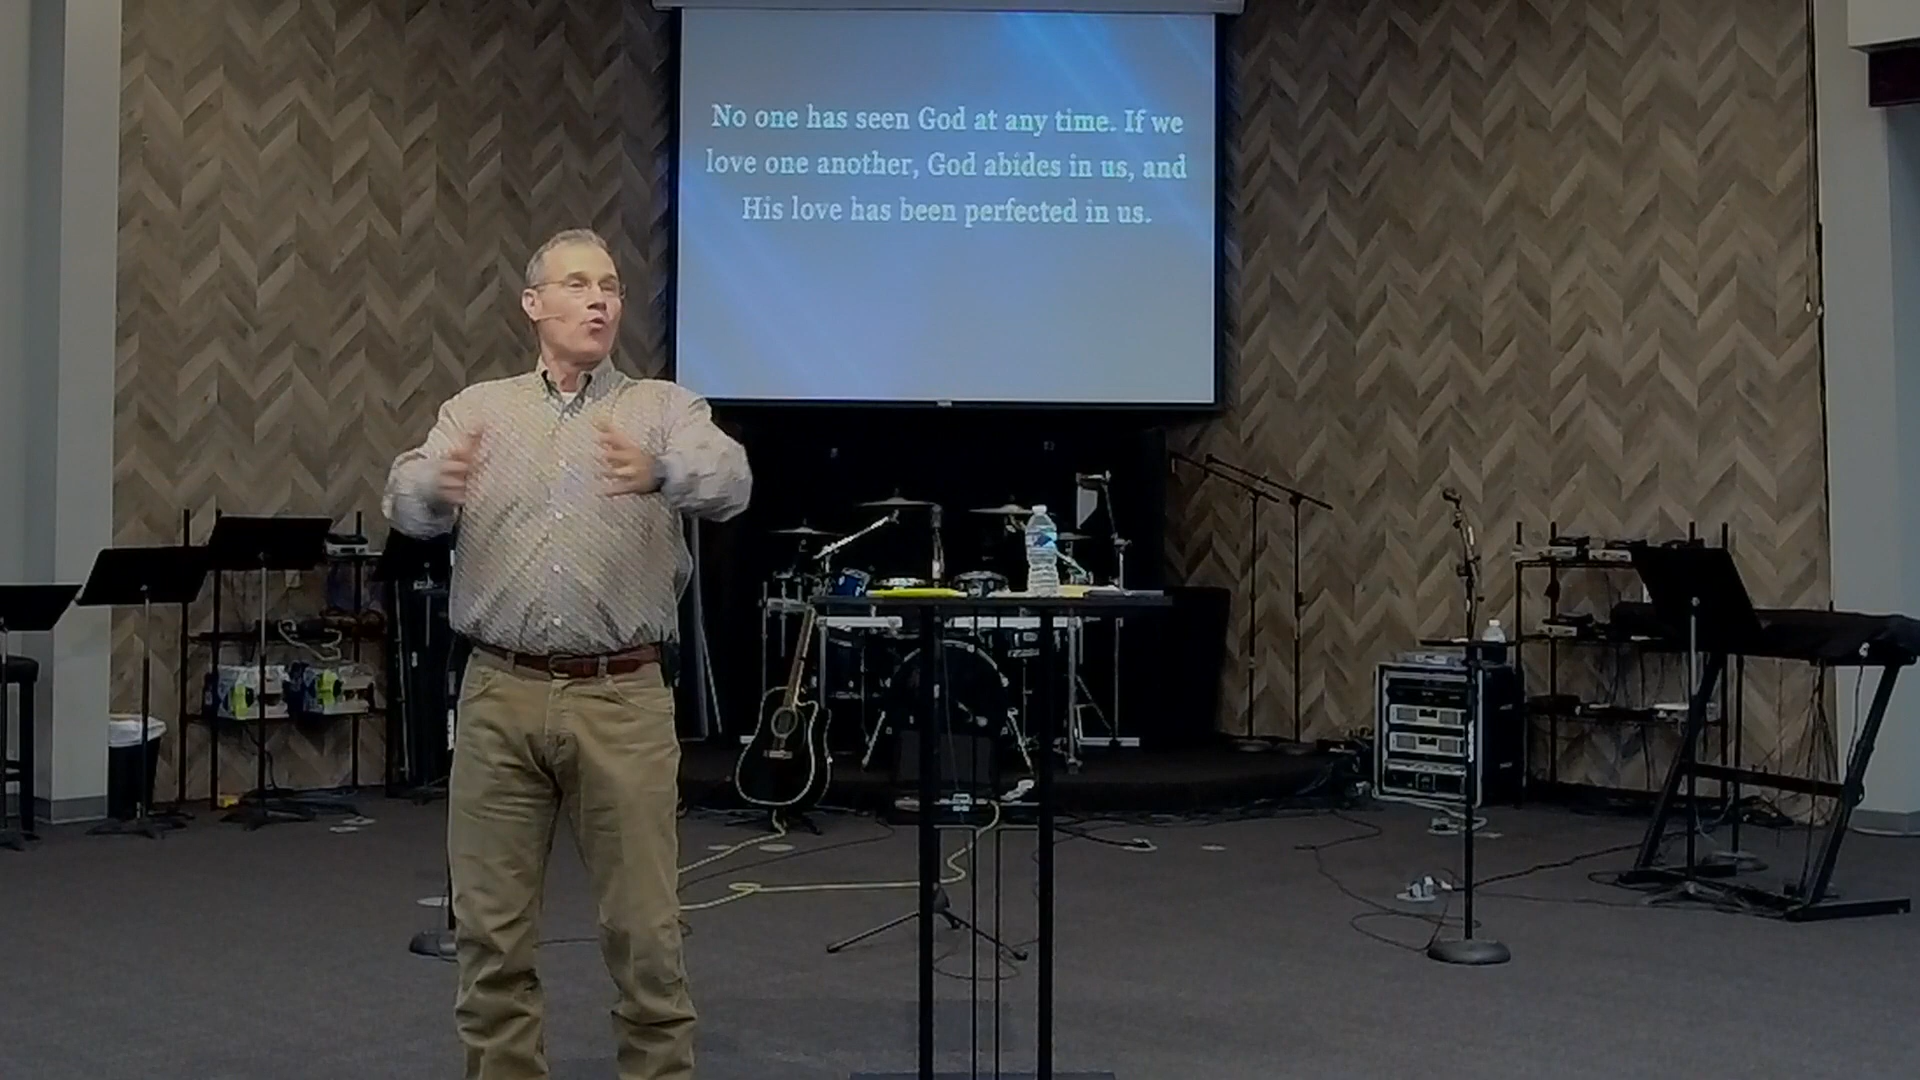 No one has seen God at any time. If we
love one another, God abides in us, and
His love has been perfected in us.